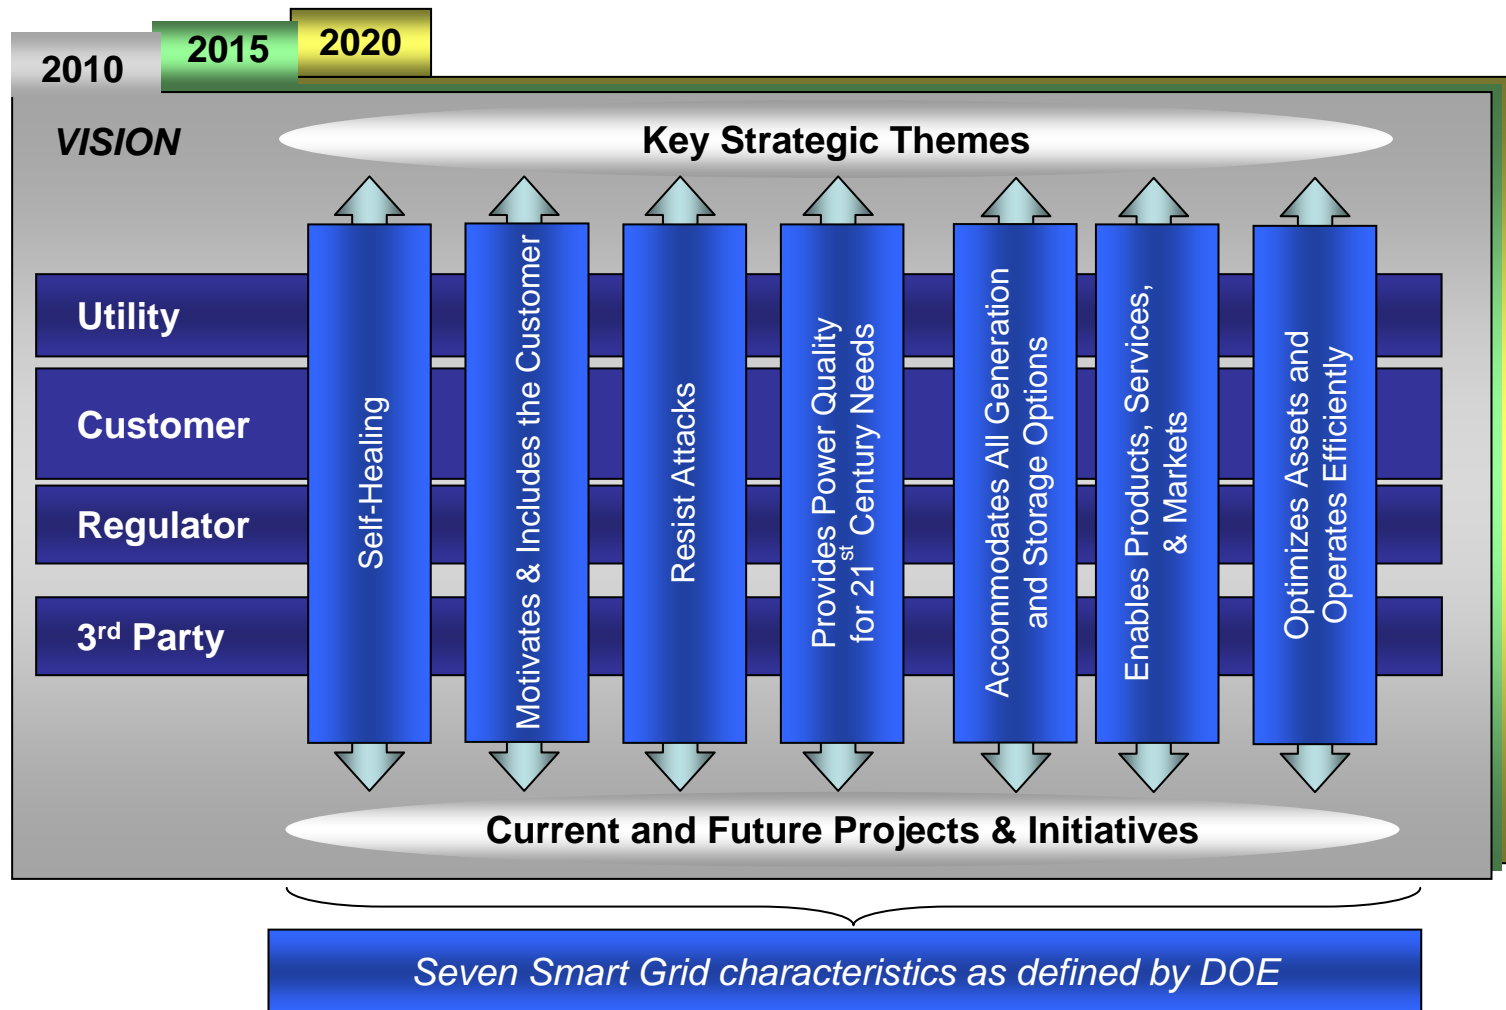 2010
2015
2020
VISION
Key Strategic Themes
Utility
Customer
Regulator
3rd Party
Self-Healing
Motivates & Includes the Customer
Resist Attacks
Provides Power Quality
for 21st Century Needs
Accommodates All Generation
and Storage Options
Enables Products, Services,
& Markets
Optimizes Assets and
Operates Efficiently
Current and Future Projects & Initiatives
Seven Smart Grid characteristics as defined by DOE